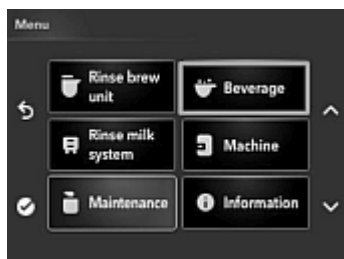 Menu
Rinse brew
unit
Beverage
Rinse milk
system
Machine
Maintenance
Information